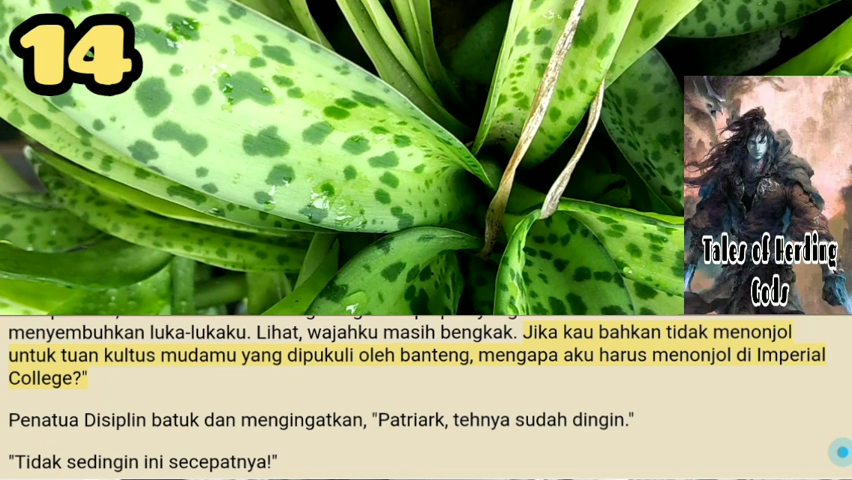 14
Tales of Herding
Gods
menyembuhkan luka-lukaku. Lihat, wajahku masih bengkak. Jika kau bahkan tidak menonjol
untuk tuan kultus mudamu yang dipukuli oleh banteng, mengapa aku harus menonjol di Imperial
College?"
Penatua Disiplin batuk dan mengingatkan, "Patriark, tehnya sudah dingin."
"Tidak sedingin ini secepatnya!"